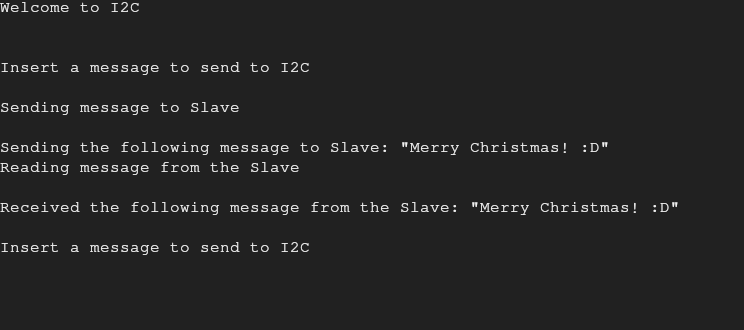 Welcome to I2C
Insert a message to send to I2C
Sending message to Slave
Sending the following message to Slave: "Merry Christmas! :D"
Reading message from the Slave
Received the following message from the Slave: "Merry Christmas! :D"
Insert a message to send to I2C